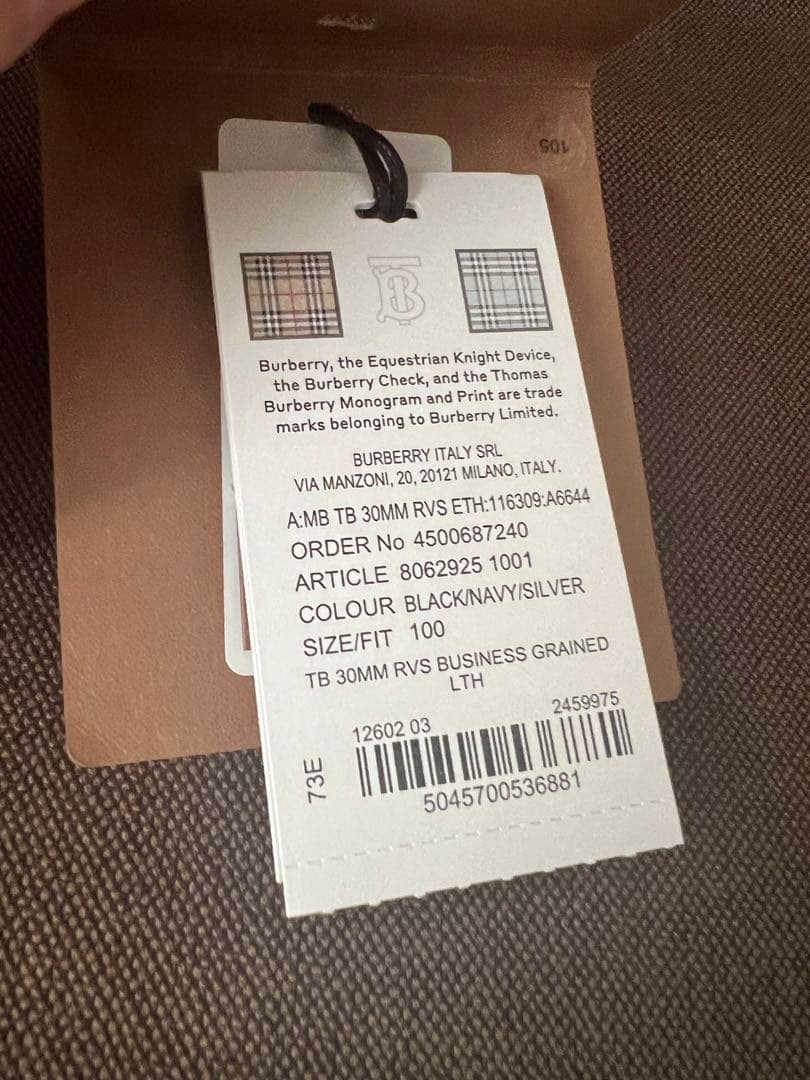 105
Burberry, the Equestrian Knight Device,
the Burberry Check, and the Thomas
Burberry Monogram and Print are trade
marks belonging to Burberry Limited.
BURBERRY ITALY SRL
VIA MANZONI, 20, 20121 MILANO, ITALY.
A:MB TB 30MM RVS ETH:116309:A6644
ORDER No 4500687240
ARTICLE 8062925 1001
COLOUR BLACK/NAVY/SILVER
SIZE/FIT 100
TB 30MM RVS BUSINESS GRAINED
LTH
12602 03 2459975
73E
5045700536881